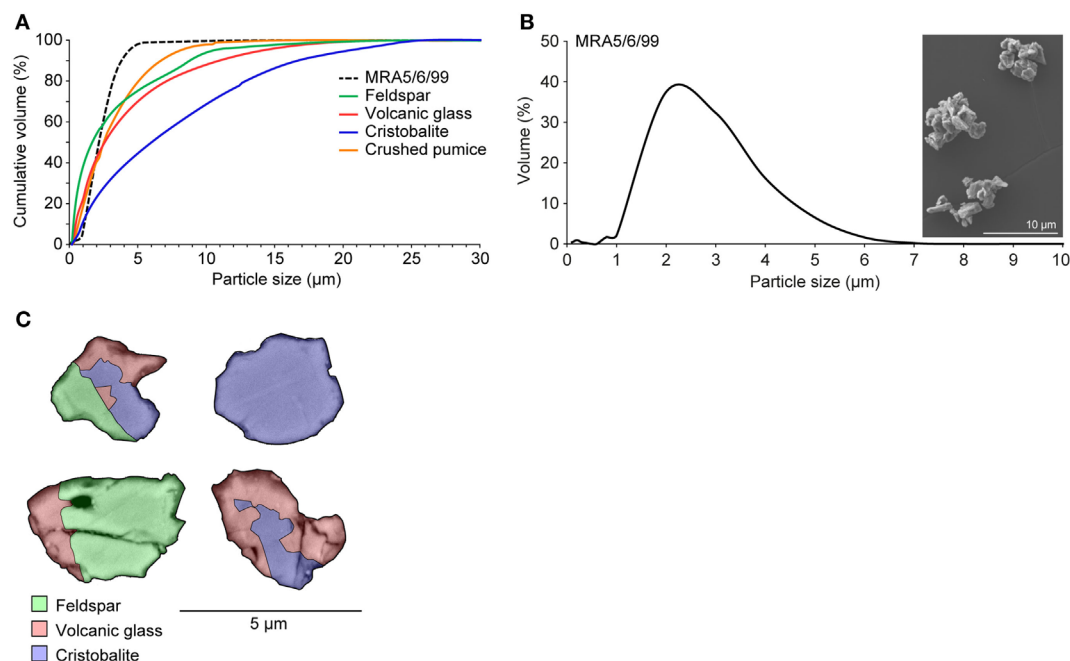 A
Cumulative volume (%)
100
80
60
40
20
0
0 5 10 15 20 25 30
Particle size (µm)
MRA5/6/99
Feldspar
Volcanic glass
Cristobalite
Crushed pumice
B
MRA5/6/99
Volume (%)
50
40
30
20
10
0
0 1 2 3 4 5 6 7 8 9 10
Particle size (µm)
10 µm
C
Feldspar
Volcanic glass
Cristobalite
5 µm